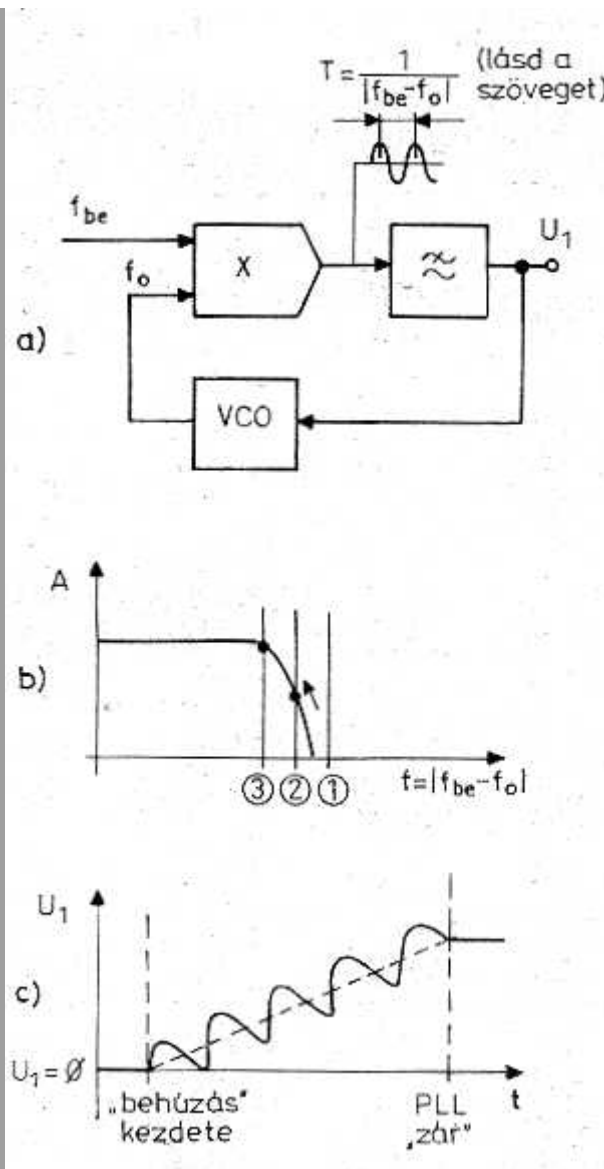 T = 1 / |fbe-fo| (lásd a
szöveget)
fbe
fo
X
U1
a)
VCO
A
b)
③ ② ① f=|fbe-fo|
U1
c)
U1=Ø
t
„behúzás"
kezdete
PLL
„zár"